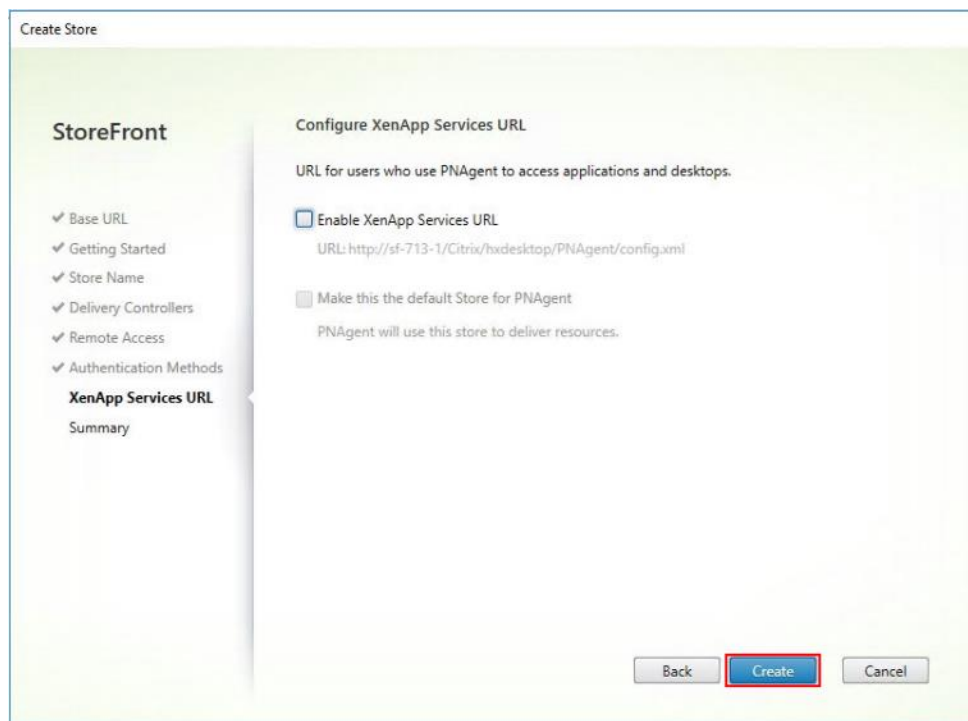 Create Store
StoreFront
Base URL
Getting Started
Store Name
Delivery Controllers
Remote Access
Authentication Methods
XenApp Services URL
Summary
Configure XenApp Services URL
URL for users who use PNAgent to access applications and desktops.
Enable XenApp Services URL
URL: http://sf-713-1/Citrix/hxdesktop/PNAgent/config.xml
Make this the default Store for PNAgent
PNAgent will use this store to deliver resources.
Back
Create
Cancel